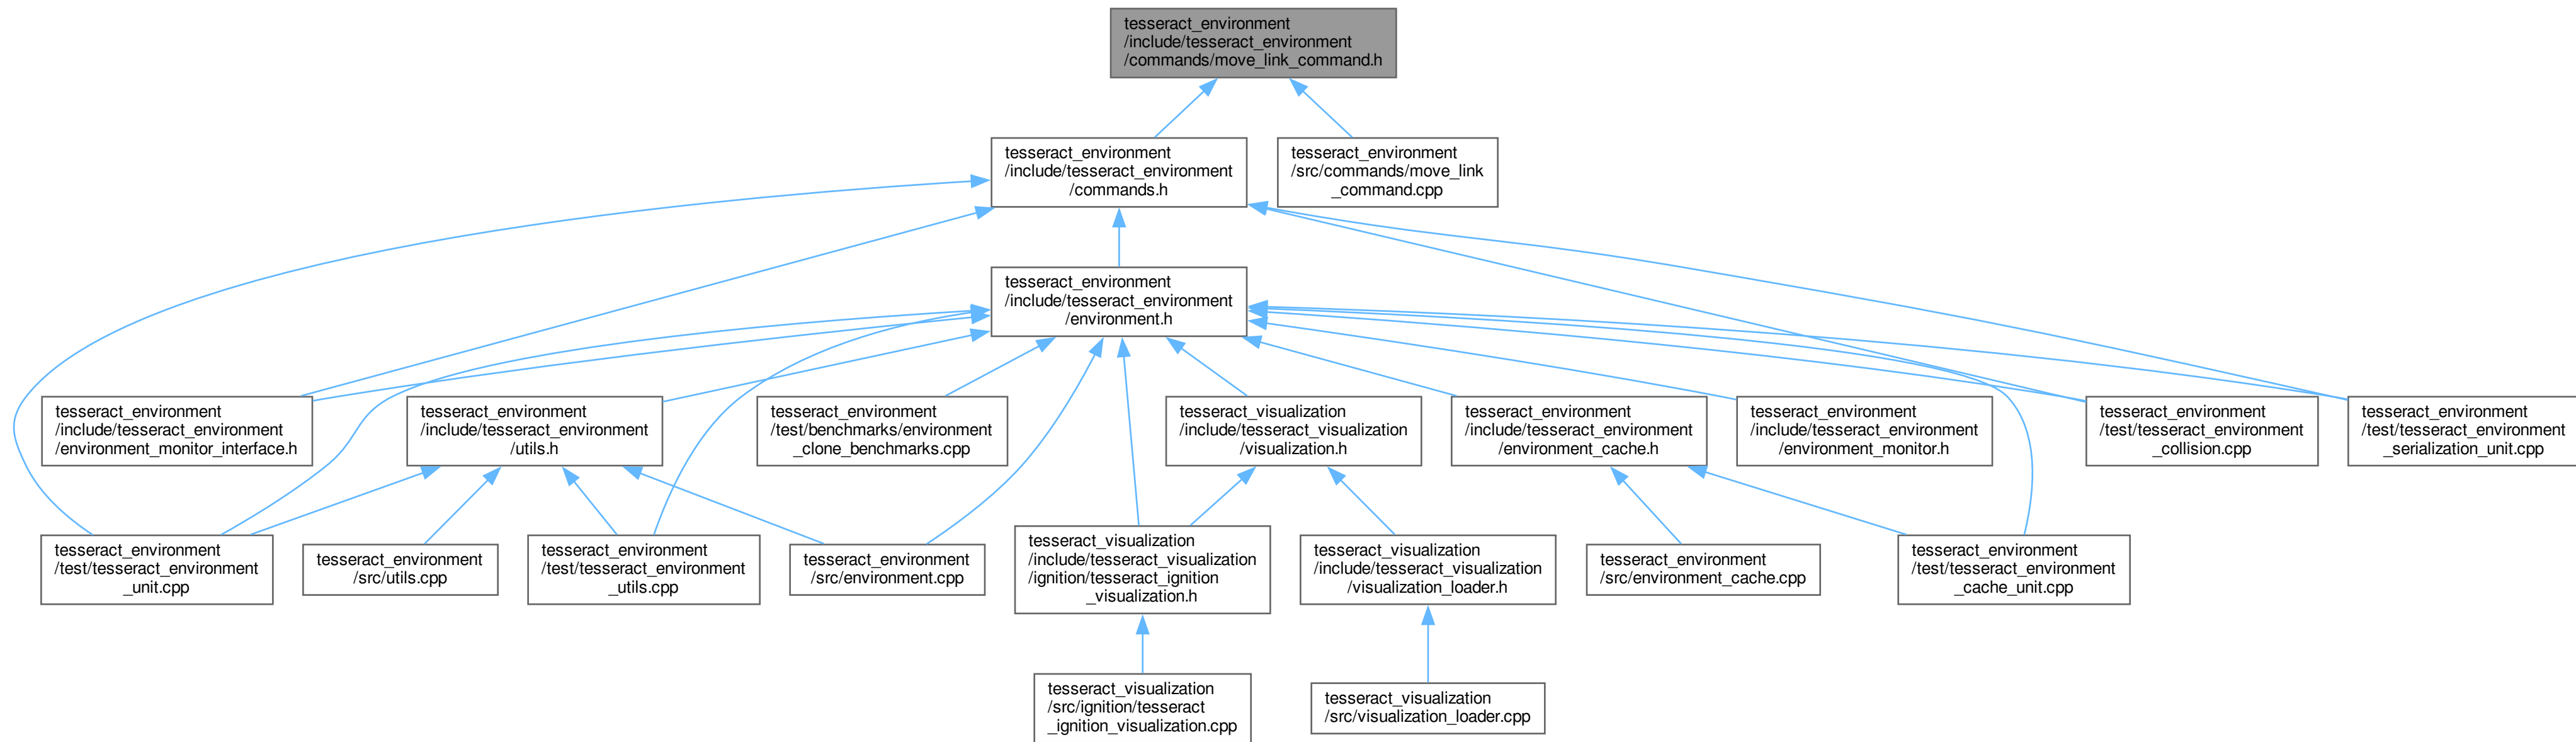 tesseract_environment
/include/tesseract_environment
/commands/move_link_command.h
tesseract_environment
/include/tesseract_environment
/commands.h
tesseract_environment
/src/commands/move_link
_command.cpp
tesseract_environment
/include/tesseract_environment
/environment.h
tesseract_environment
/include/tesseract_environment
/environment_monitor_interface.h
tesseract_environment
/include/tesseract_environment
/utils.h
tesseract_environment
/test/benchmarks/environment
_clone_benchmarks.cpp
tesseract_visualization
/include/tesseract_visualization
/visualization.h
tesseract_environment
/include/tesseract_environment
/environment_cache.h
tesseract_environment
/include/tesseract_environment
/environment_monitor.h
tesseract_environment
/test/tesseract_environment
_collision.cpp
tesseract_environment
/test/tesseract_environment
_serialization_unit.cpp
tesseract_environment
/test/tesseract_environment
_unit.cpp
tesseract_environment
/src/utils.cpp
tesseract_environment
/test/tesseract_environment
_utils.cpp
tesseract_environment
/src/environment.cpp
tesseract_visualization
/include/tesseract_visualization
/ignition/tesseract_ignition
_visualization.h
tesseract_visualization
/include/tesseract_visualization
/visualization_loader.h
tesseract_environment
/src/environment_cache.cpp
tesseract_environment
/test/tesseract_environment
_cache_unit.cpp
tesseract_visualization
/src/ignition/tesseract
_ignition_visualization.cpp
tesseract_visualization
/src/visualization_loader.cpp